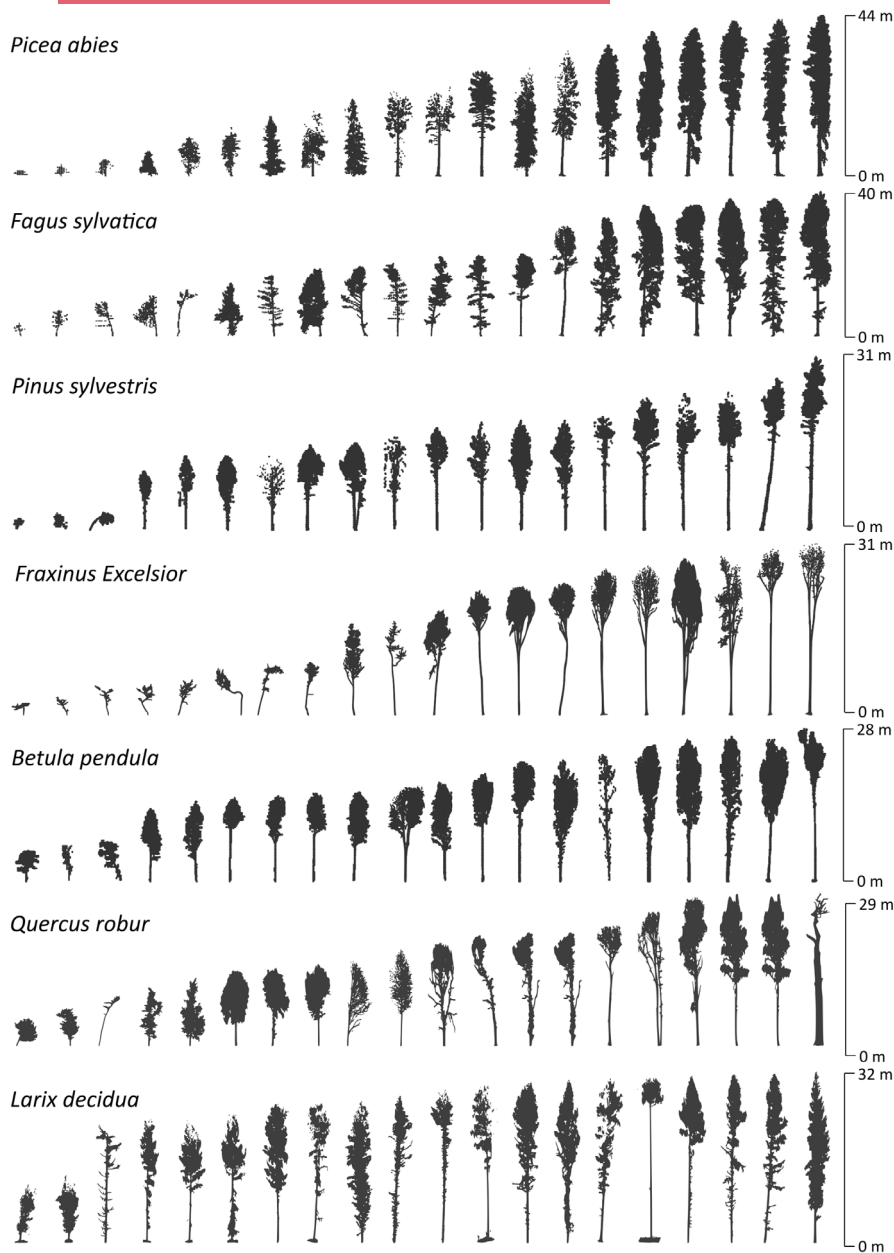 44 m
Picea abies
0 m
40 m
Fagus sylvatica
0 m
31 m
Pinus sylvestris
0 m
31 m
Fraxinus Excelsior
0 m
28 m
Betula pendula
0 m
29 m
Quercus robur
0 m
32 m
Larix decidua
0 m